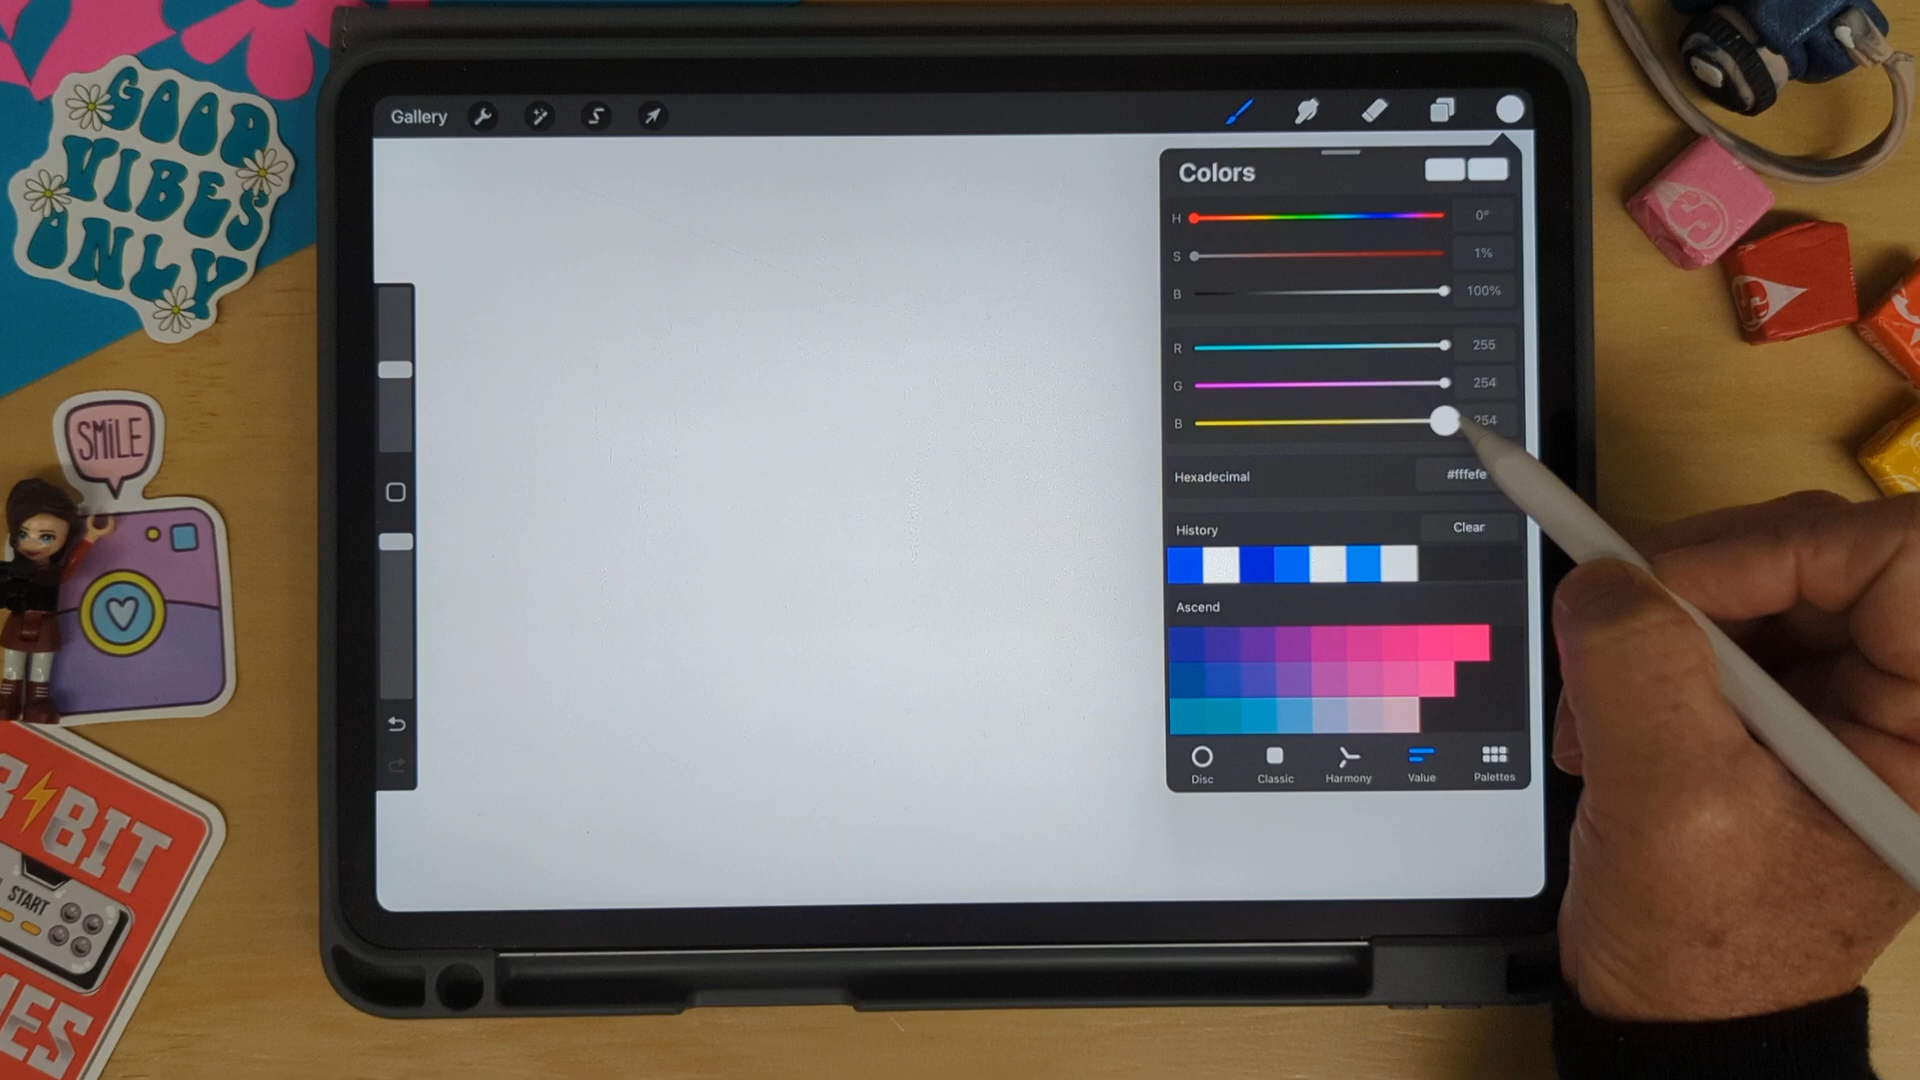 GOOD
VIBES
ONLY
SMiLE
BIT
START
Gallery
Colors
H 0°
S 1%
B 100%
R 255
G 254
B 254
Hexadecimal #fffefe
History Clear
Ascend
Disc Classic Harmony Value Palettes